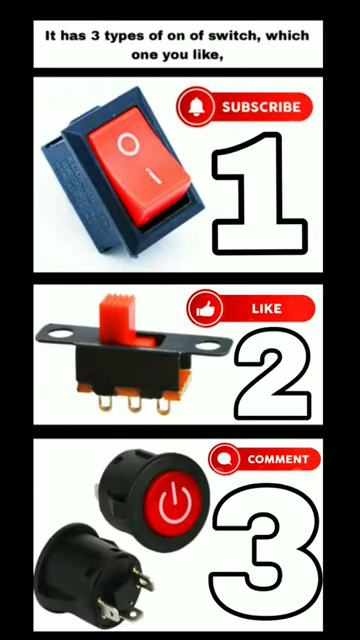 It has 3 types of on of switch, which
one you like,
SUBSCRIBE
1
LIKE
2
COMMENT
3